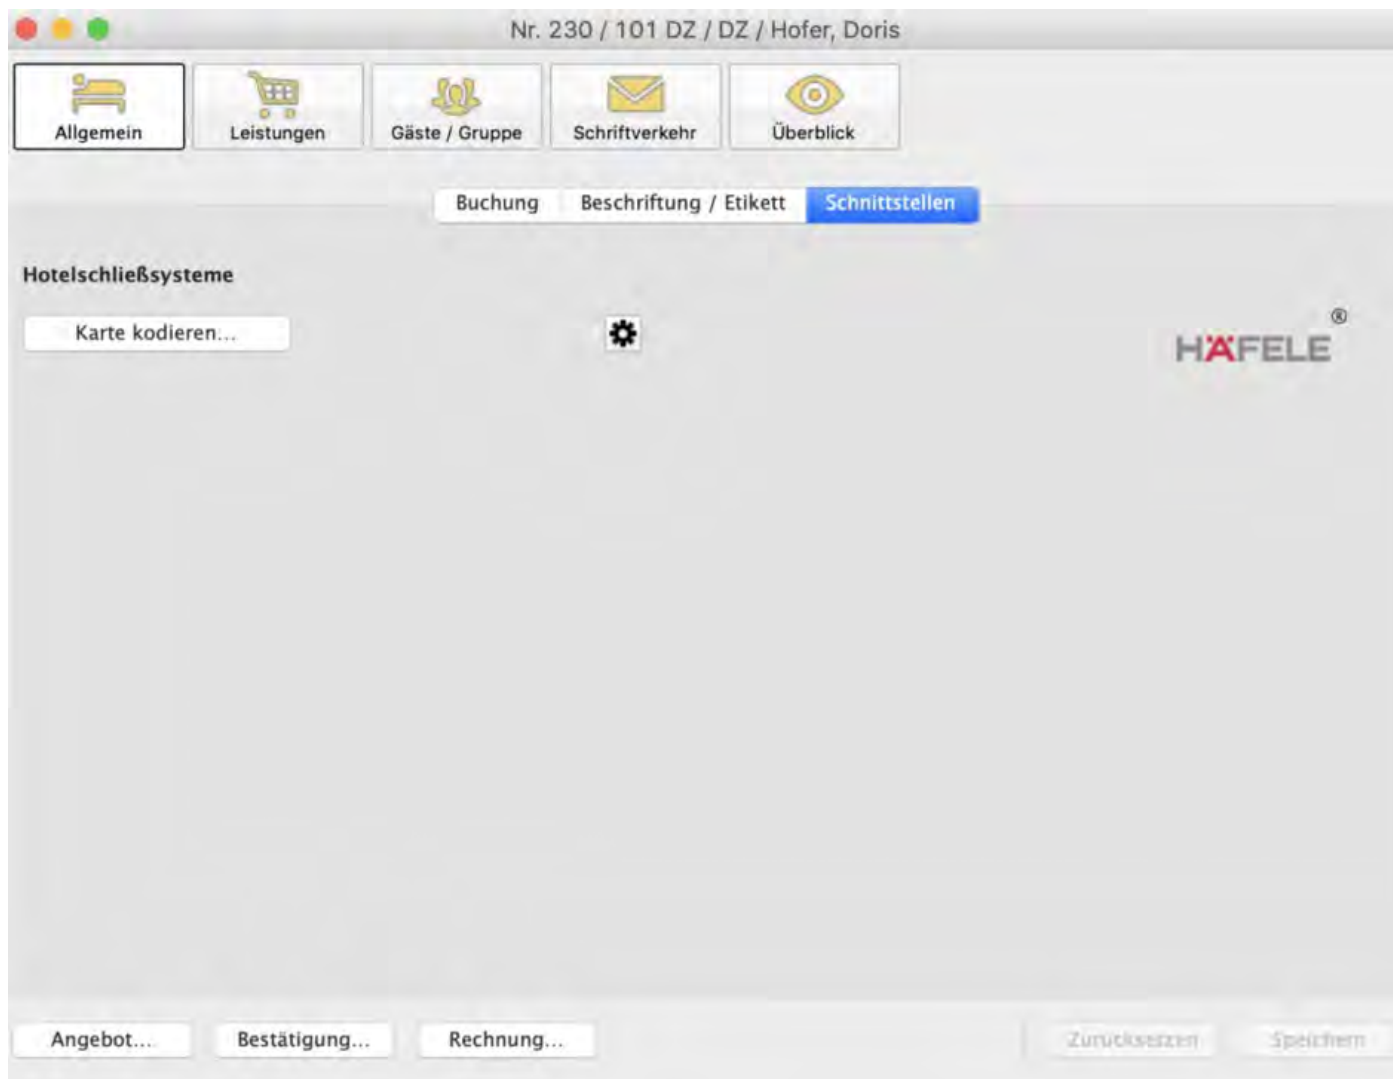 Nr. 230 / 101 DZ / DZ / Hofer, Doris
Allgemein
Leistungen
Gäste / Gruppe
Schriftverkehr
Überblick
Buchung
Beschriftung / Etikett
Schnittstellen
Hotelschließsysteme
Karte kodieren...
HÄFELE ®
Angebot...
Bestätigung...
Rechnung...
Zurücksetzen
Speichern